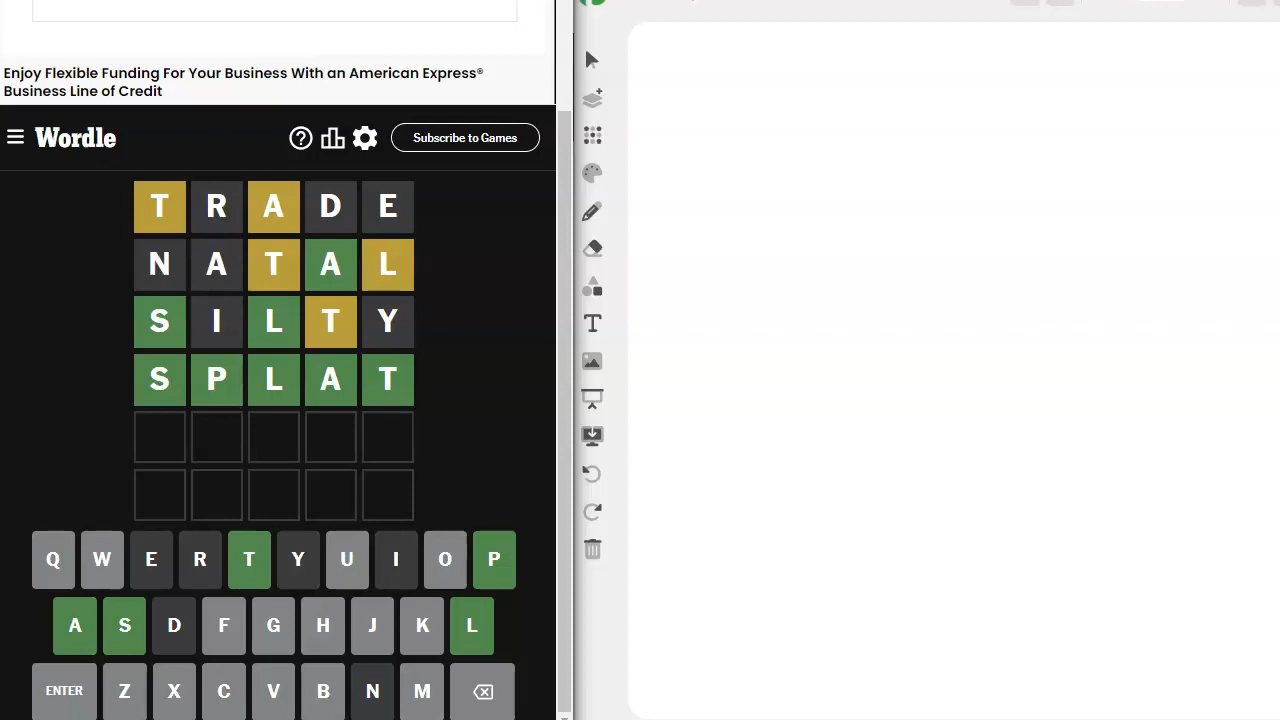 Enjoy Flexible Funding For Your Business With an American Express®
Business Line of Credit
Wordle
Subscribe to Games
T R A D E
N A T A L
S I L T Y
S P L A T
Q W E R T Y U I O P
A S D F G H J K L
ENTER Z X C V B N M
T